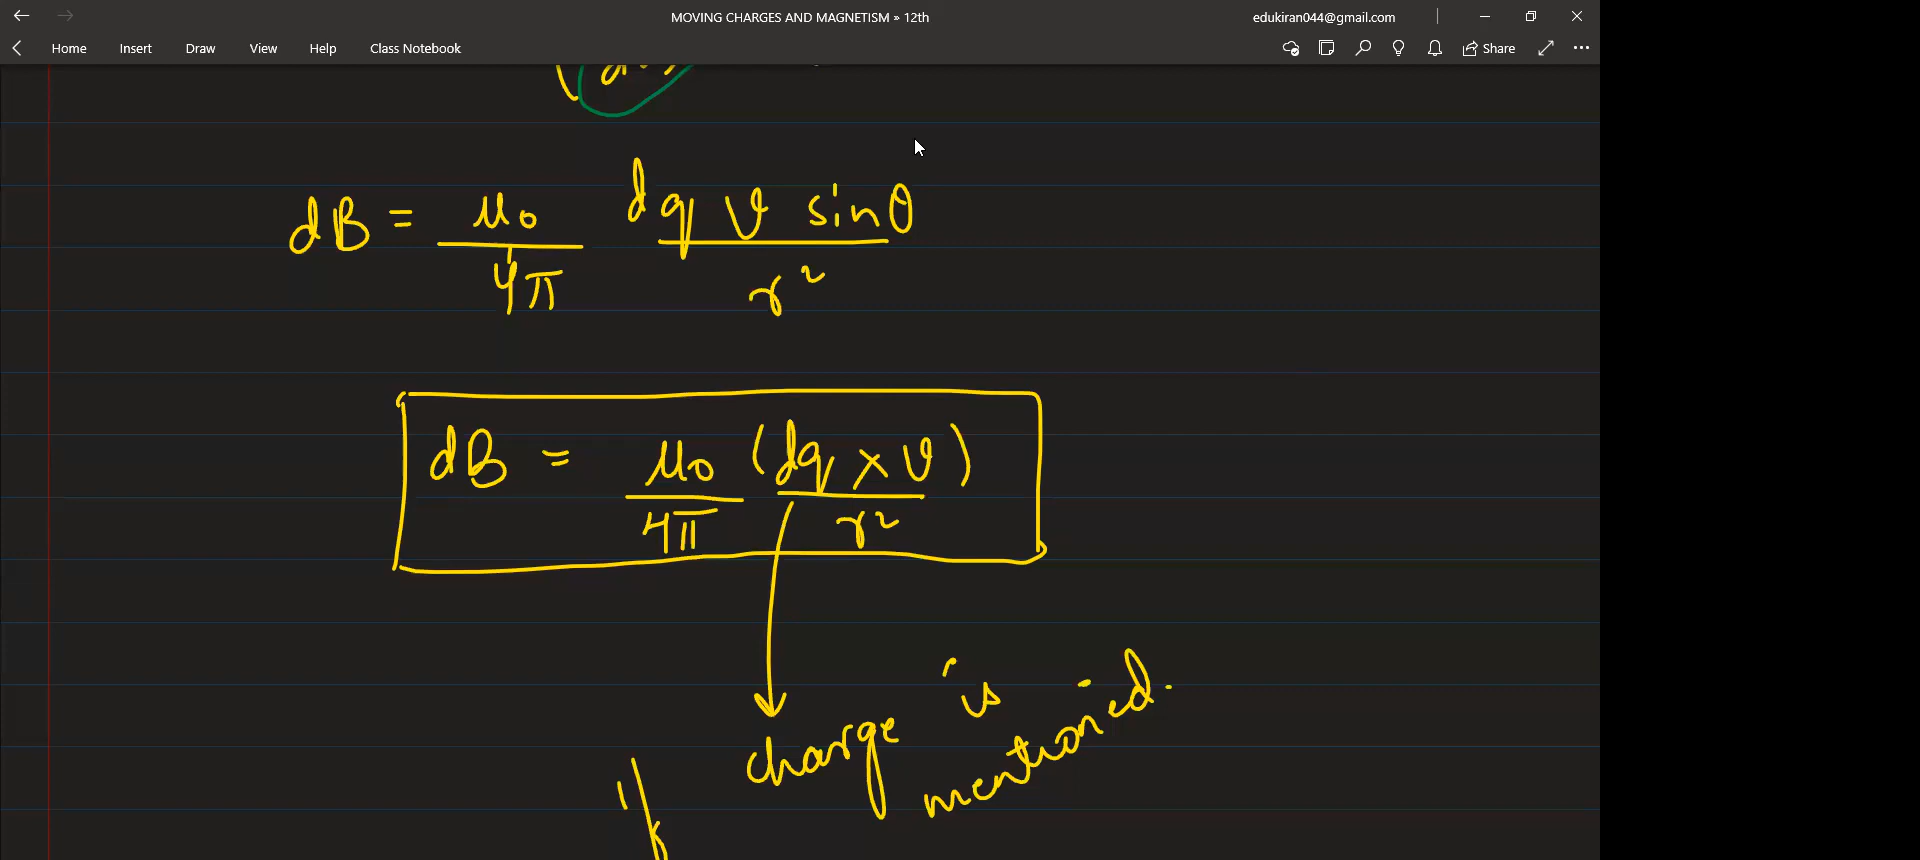 MOVING CHARGES AND MAGNETISM » 12th
edukiran044@gmail.com
Home Insert Draw View Help Class Notebook
Share
dB = μ₀ dq v sinθ
4π r²
dB = μ₀ (dq × v)
4π r²
If charge is mentioned.